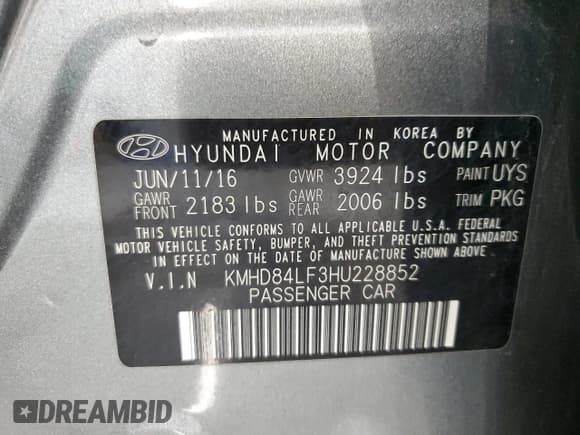 MANUFACTURED IN KOREA BY
HYUNDAI MOTOR COMPANY
JUN/11/16 GVWR 3924 lbs PAINT UYS
GAWR FRONT 2183 lbs GAWR REAR 2006 lbs TRIM PKG
THIS VEHICLE CONFORMS TO ALL APPLICABLE U.S.A. FEDERAL
MOTOR VEHICLE SAFETY, BUMPER, AND THEFT PREVENTION STANDARDS
IN EFFECT ON THE DATE OF MANUFACTURE SHOWN ABOVE.
V.I.N KMHD84LF3HU228852
PASSENGER CAR
DREAMBID